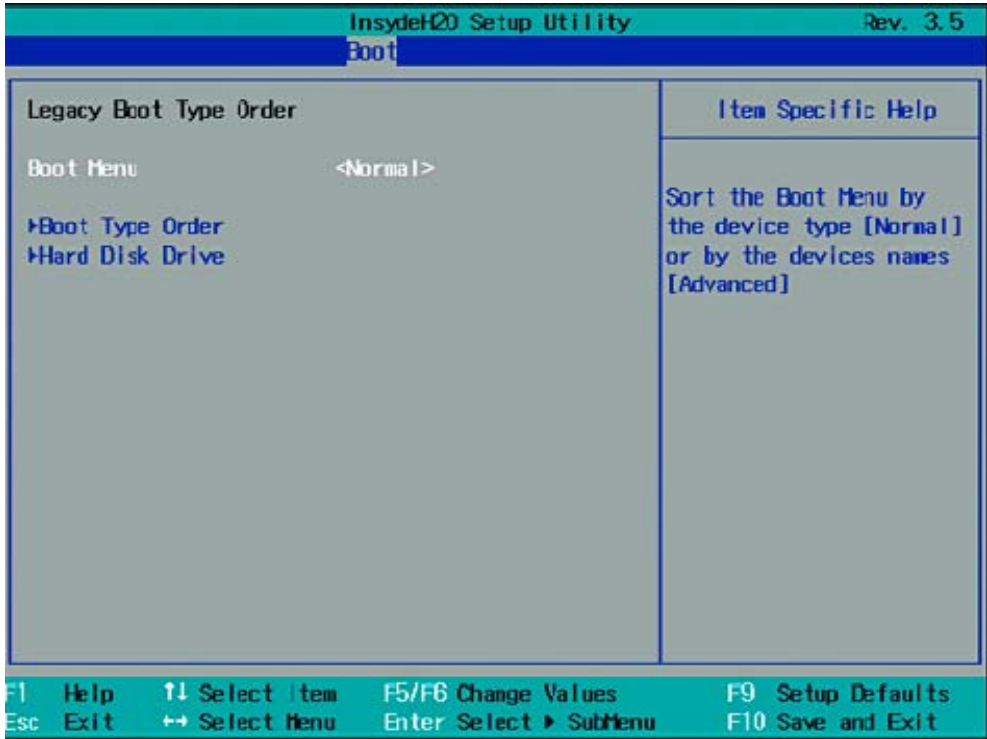 InsydeH20 Setup Utility Rev. 3.5
Boot
Legacy Boot Type Order
Boot Menu <Normal>
▸Boot Type Order
▸Hard Disk Drive
Item Specific Help
Sort the Boot Menu by
the device type [Normal]
or by the devices names
[Advanced]
F1 Help ↑↓ Select Item F5/F6 Change Values F9 Setup Defaults
Esc Exit ↔ Select Menu Enter Select ▸ SubMenu F10 Save and Exit